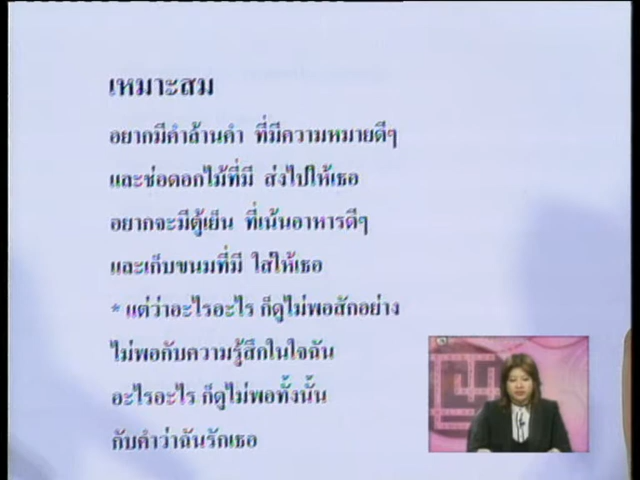 เหมาะสม
อยากมีคำล้านคำ ที่มีความหมายดีๆ
และช่อดอกไม้ที่มี ส่งไปให้เธอ
อยากจะมีตู้เย็น ที่เน้นอาหารดีๆ
และเก็บขนมที่มี ใส่ให้เธอ
* แต่ว่าอะไรอะไร ก็ดูไม่พอสักอย่าง
ไม่พอกับความรู้สึกในใจฉัน
อะไรอะไร ก็ดูไม่พอทั้งนั้น
กับคำว่าฉันรักเธอ